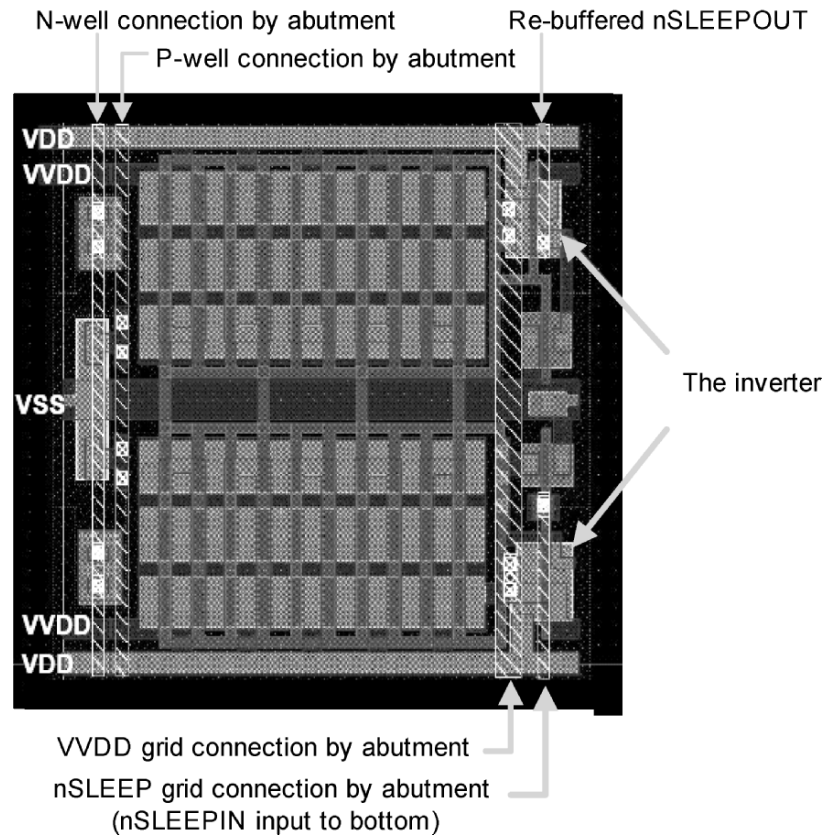 N-well connection by abutment
Re-buffered nSLEEPOUT
P-well connection by abutment
VDD
VVDD
VSS
The inverter
VVDD
VDD
VVDD grid connection by abutment
nSLEEP grid connection by abutment
(nSLEEPIN input to bottom)